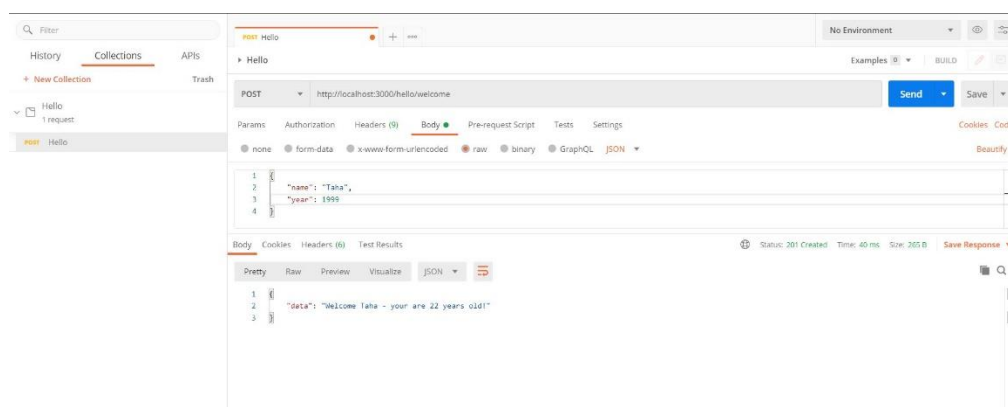 Filter
History Collections APIs
+ New Collection Trash
Hello
1 request
POST Hello
POST Hello
No Environment
Hello
Examples 0 BUILD
POST http://localhost:3000/hello/welcome Send Save
Params Authorization Headers (9) Body Pre-request Script Tests Settings Cookies Cod
none form-data x-www-form-urlencoded raw binary GraphQL JSON Beautify
1 {
2 "name": "Taha",
3 "year": 1999
4 }
Body Cookies Headers (6) Test Results Status: 201 Created Time: 40 ms Size: 265 B Save Response
Pretty Raw Preview Visualize JSON
1 {
2 "data": "Welcome Taha - your are 22 years old!"
3 }